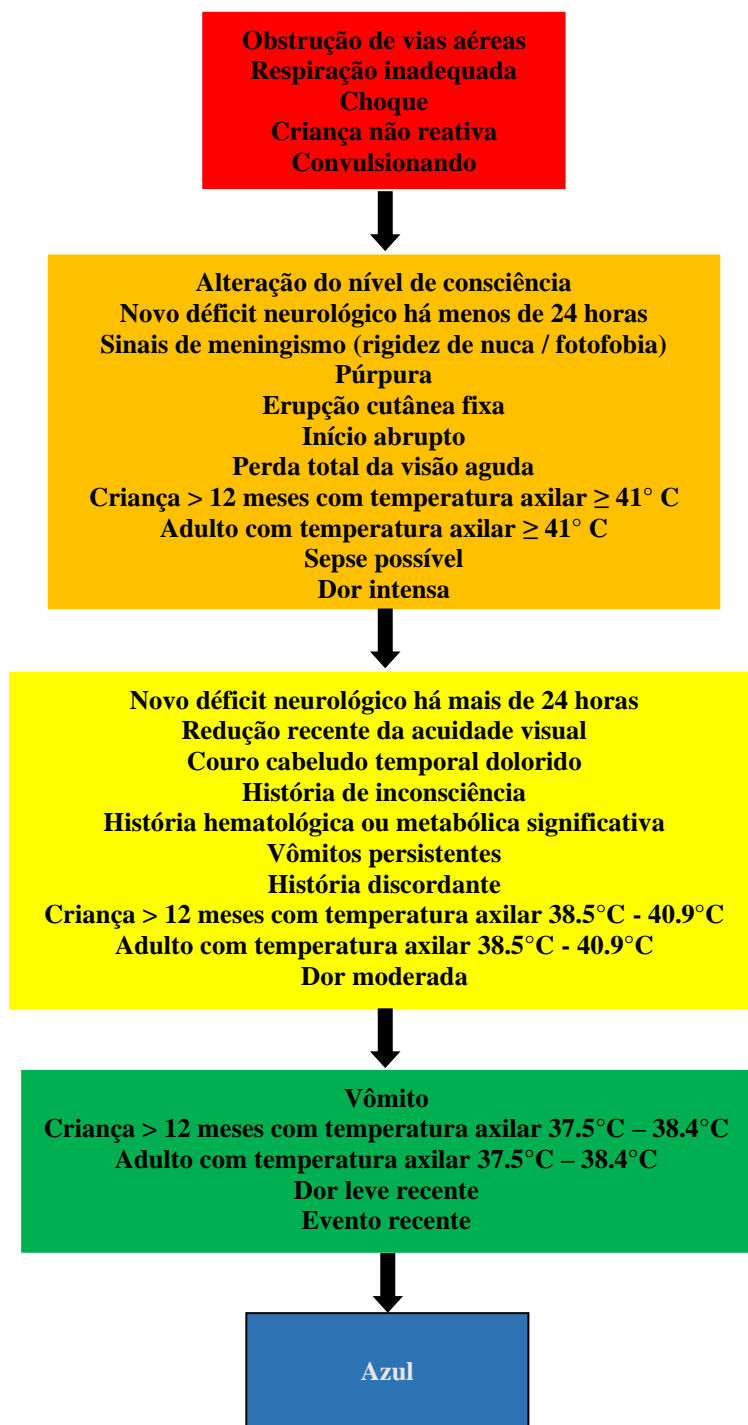 Obstrução de vias aéreas
Respiração inadequada
Choque
Criança não reativa
Convulsionando
Alteração do nível de consciência
Novo déficit neurológico há menos de 24 horas
Sinais de meningismo (rigidez de nuca / fotofobia)
Púrpura
Erupção cutânea fixa
Início abrupto
Perda total da visão aguda
Criança > 12 meses com temperatura axilar ≥ 41° C
Adulto com temperatura axilar ≥ 41° C
Sepse possível
Dor intensa
Novo déficit neurológico há mais de 24 horas
Redução recente da acuidade visual
Couro cabeludo temporal dolorido
História de inconsciência
História hematológica ou metabólica significativa
Vômitos persistentes
História discordante
Criança > 12 meses com temperatura axilar 38.5°C - 40.9°C
Adulto com temperatura axilar 38.5°C - 40.9°C
Dor moderada
Vômito
Criança > 12 meses com temperatura axilar 37.5°C – 38.4°C
Adulto com temperatura axilar 37.5°C – 38.4°C
Dor leve recente
Evento recente
Azul